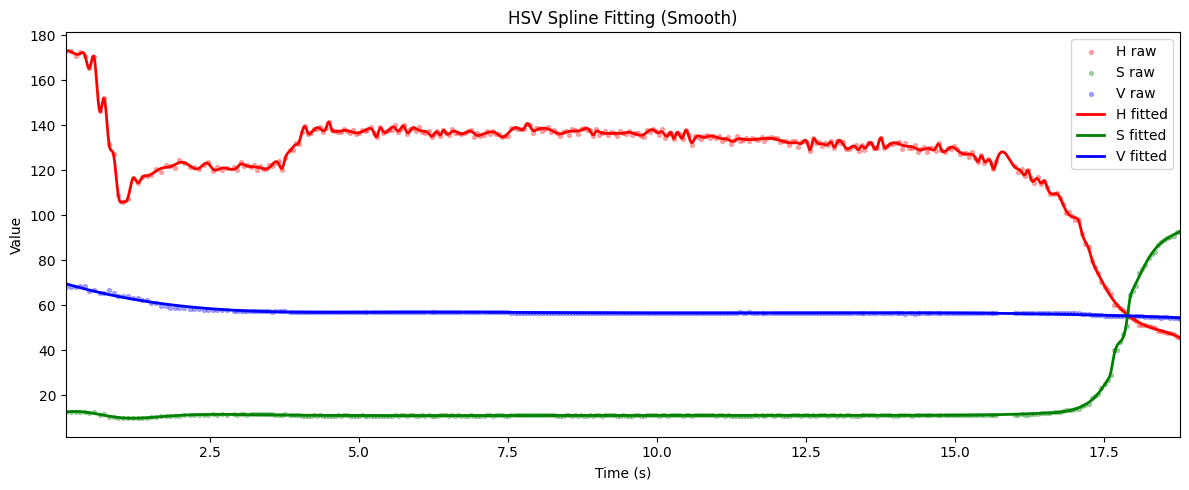 HSV Spline Fitting (Smooth)
180
160
140
120
100
80
60
40
20
Value
H raw
S raw
V raw
H fitted
S fitted
V fitted
2.5
5.0
7.5
10.0
12.5
15.0
17.5
Time (s)